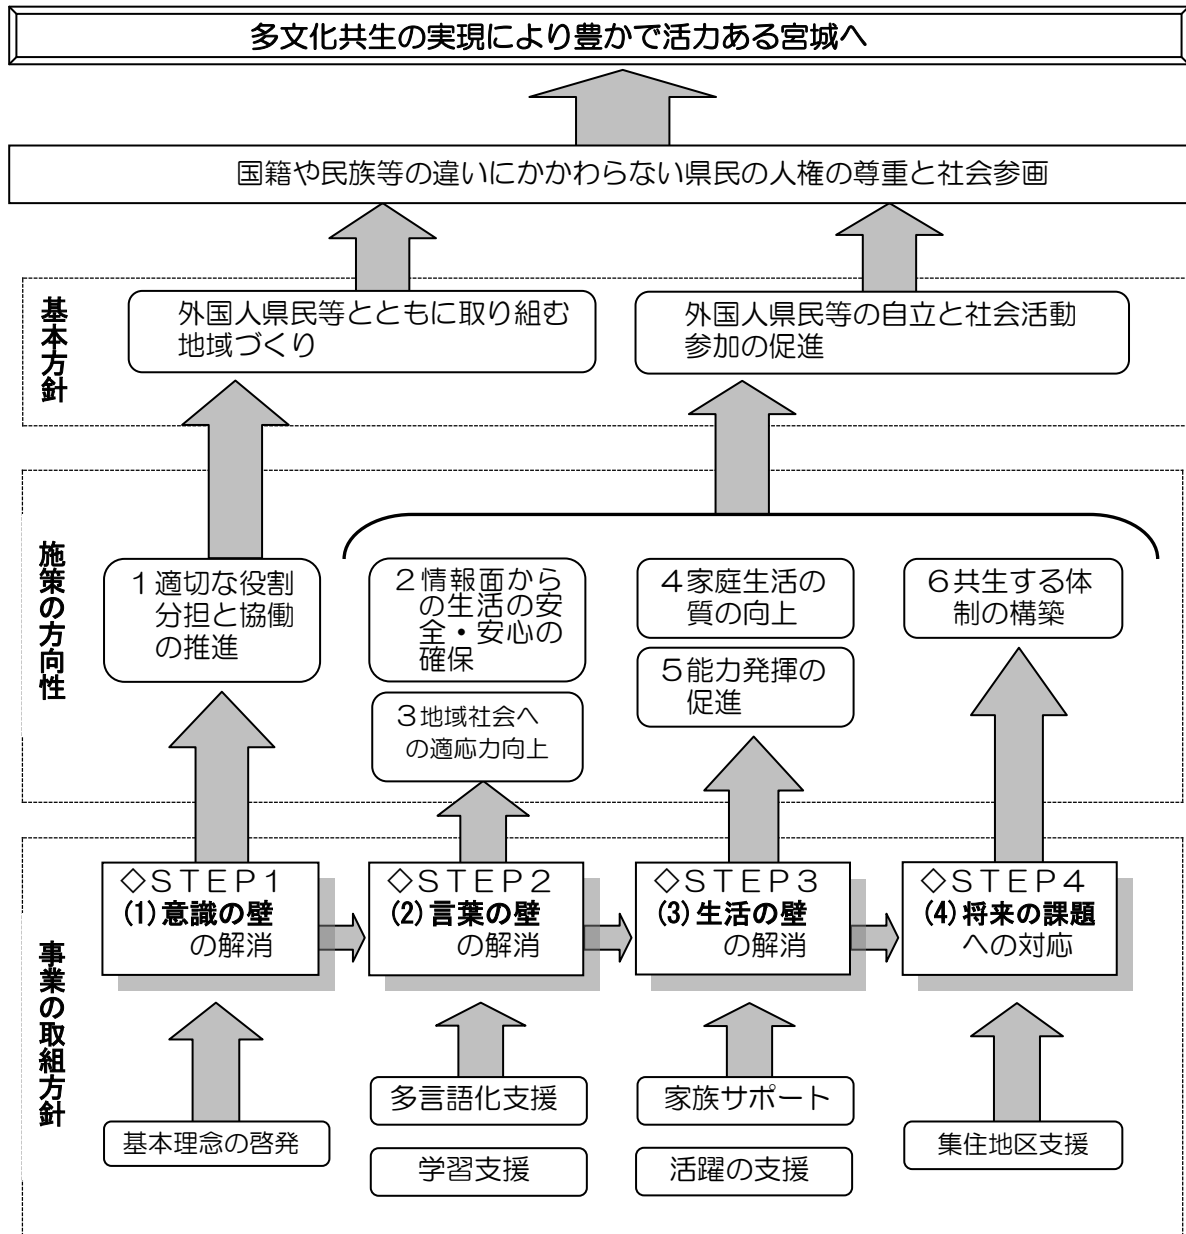 多文化共生の実現により豊かで活力ある宮城へ
国籍や民族等の違いにかかわらない県民の人権の尊重と社会参画
基本方針
外国人県民等とともに取り組む
地域づくり
外国人県民等の自立と社会活動
参加の促進
施策の方向性
1適切な役割
分担と協働
の推進
2情報面から
の生活の安
全・安心の
確保
3地域社会へ
の適応力向上
4家庭生活の
質の向上
5能力発揮の
促進
6共生する体
制の構築
事業の取組方針
◇STEP1
(1)意識の壁
の解消
◇STEP2
(2)言葉の壁
の解消
◇STEP3
(3)生活の壁
の解消
◇STEP4
(4)将来の課題
への対応
基本理念の啓発
多言語化支援
学習支援
家族サポート
活躍の支援
集住地区支援